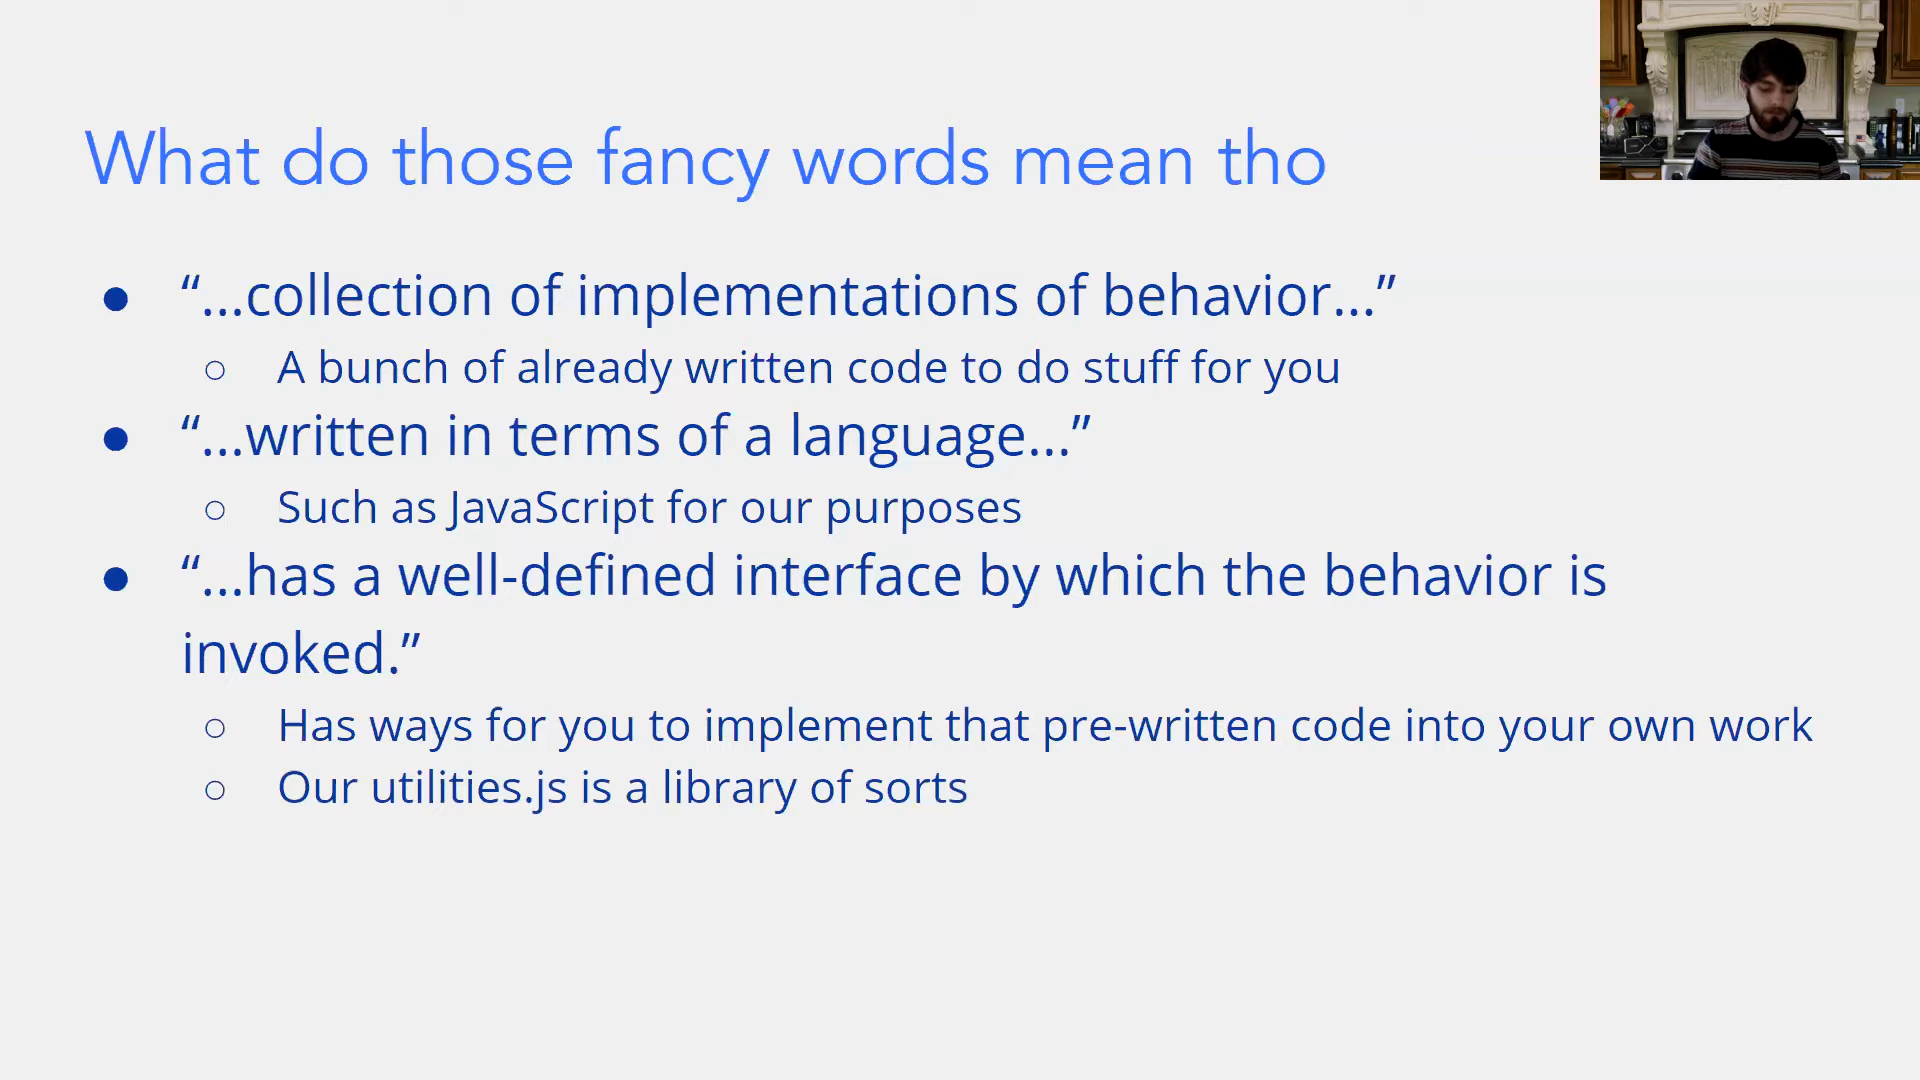 What do those fancy words mean tho
● “...collection of implementations of behavior...”
○ A bunch of already written code to do stuff for you
● “...written in terms of a language...”
○ Such as JavaScript for our purposes
● “...has a well-defined interface by which the behavior is
invoked.”
○ Has ways for you to implement that pre-written code into your own work
○ Our utilities.js is a library of sorts